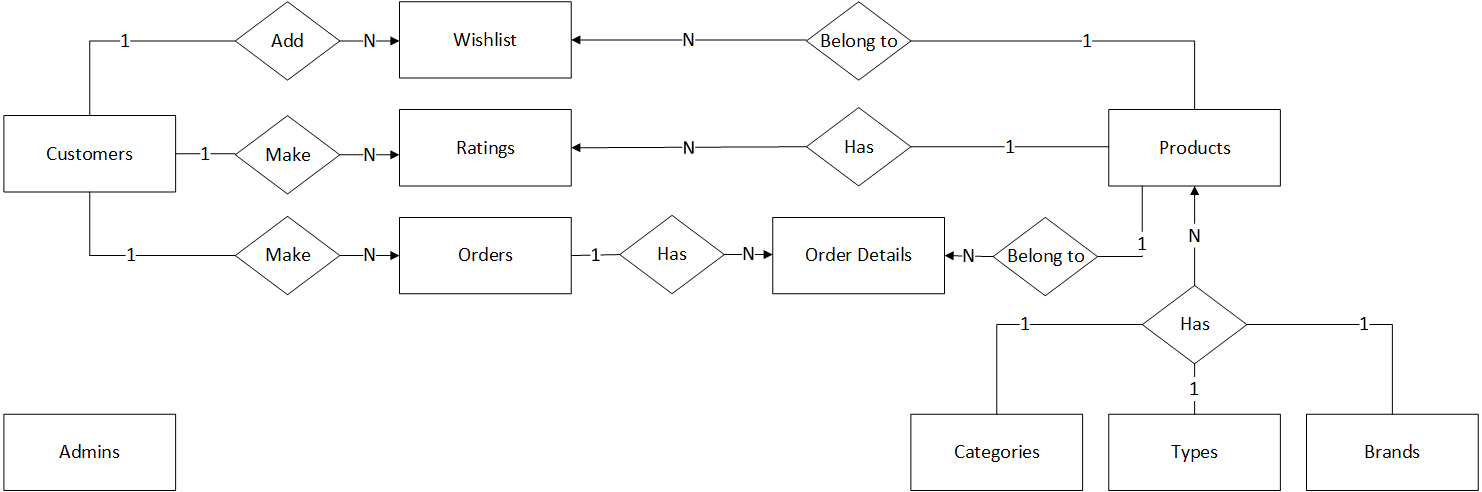 1 Add N Wishlist N Belong to 1
Customers 1 Make N Ratings N Has 1 Products
1 Make N Orders 1 Has N Order Details N Belong to 1 N
1 Has 1
1
Admins Categories Types Brands